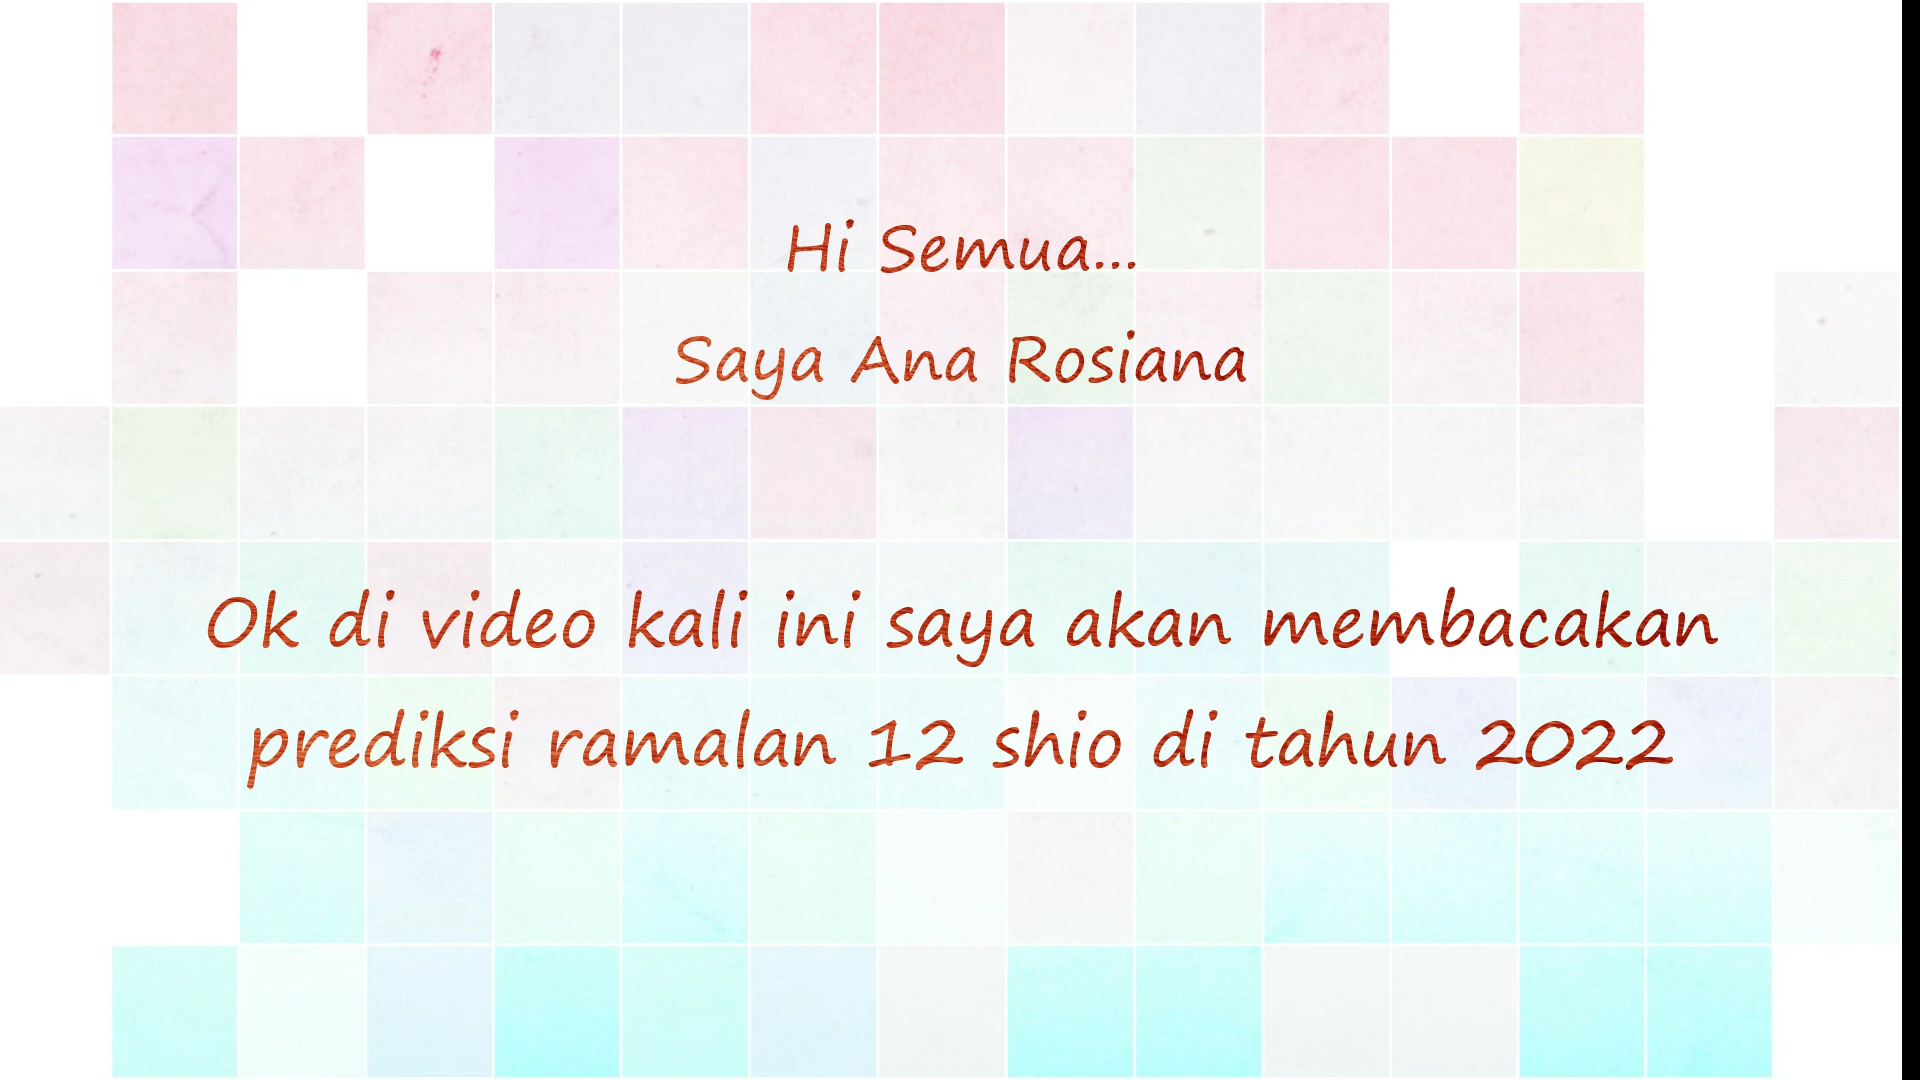 Hi Semua...
Saya Ana Rosiana
Ok di video kali ini saya akan membacakan
prediksi ramalan 12 shio di tahun 2022